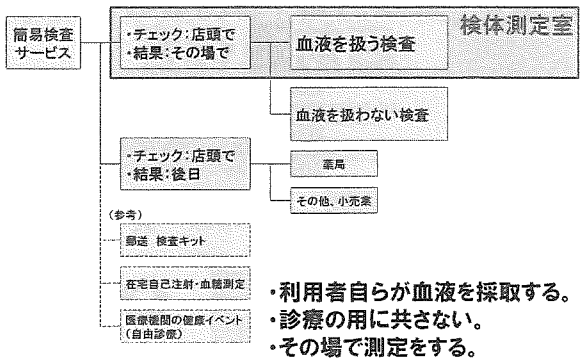 検体測定室
簡易検査
サービス
・チェック：店頭で
・結果：その場で
血液を扱う検査
血液を扱わない検査
・チェック：店頭で
・結果：後日
薬局
その他、小売業
（参考）
郵送 検査キット
在宅自己注射・血糖測定
医療機関の健康イベント
（自由診療）
・利用者自らが血液を採取する。
・診療の用に共さない。
・その場で測定をする。